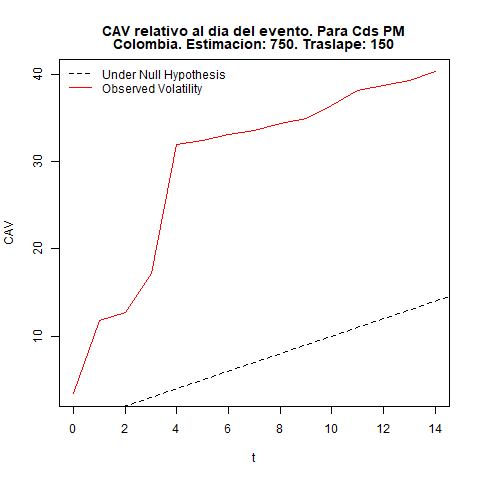 CAV relativo al dia del evento. Para Cds PM
Colombia. Estimacion: 750. Traslape: 150
Under Null Hypothesis
Observed Volatility
40
30
20
10
CAV
0 2 4 6 8 10 12 14
t